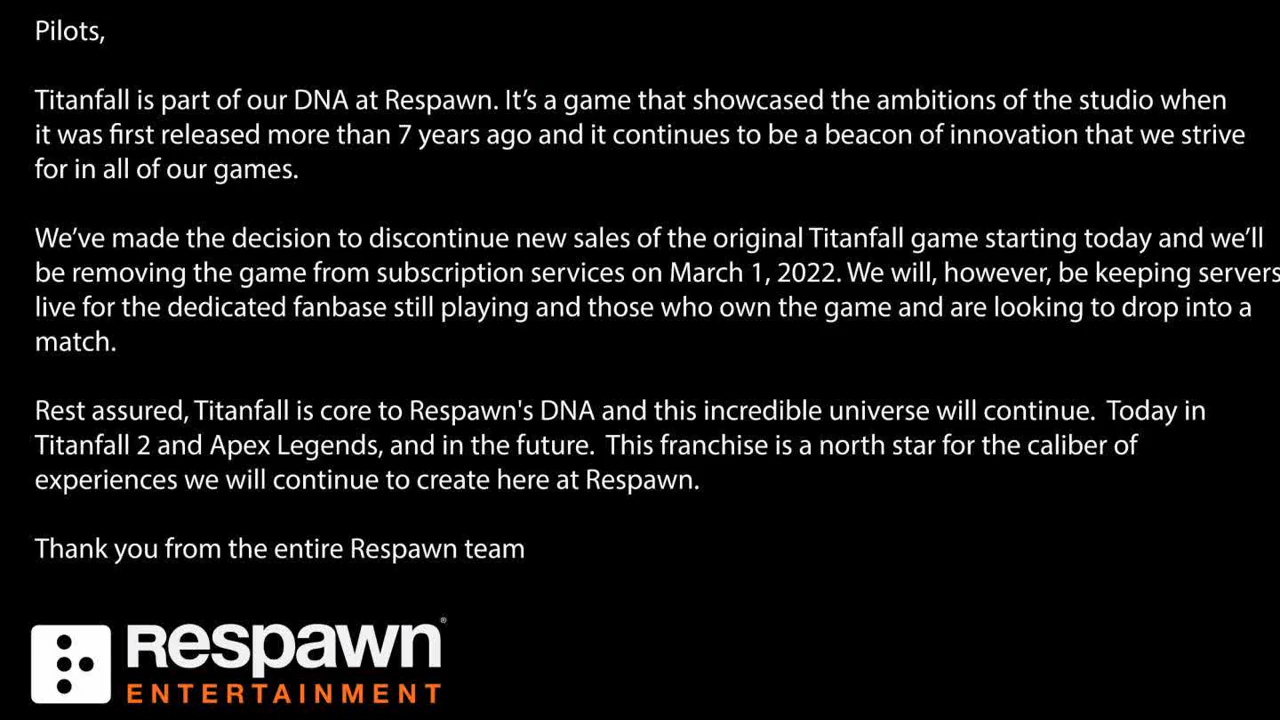 Pilots,
Titanfall is part of our DNA at Respawn. It’s a game that showcased the ambitions of the studio when
it was first released more than 7 years ago and it continues to be a beacon of innovation that we strive
for in all of our games.
We’ve made the decision to discontinue new sales of the original Titanfall game starting today and we’ll
be removing the game from subscription services on March 1, 2022. We will, however, be keeping servers
live for the dedicated fanbase still playing and those who own the game and are looking to drop into a
match.
Rest assured, Titanfall is core to Respawn's DNA and this incredible universe will continue.  Today in
Titanfall 2 and Apex Legends, and in the future.  This franchise is a north star for the caliber of
experiences we will continue to create here at Respawn.
Thank you from the entire Respawn team
Respawn®
ENTERTAINMENT